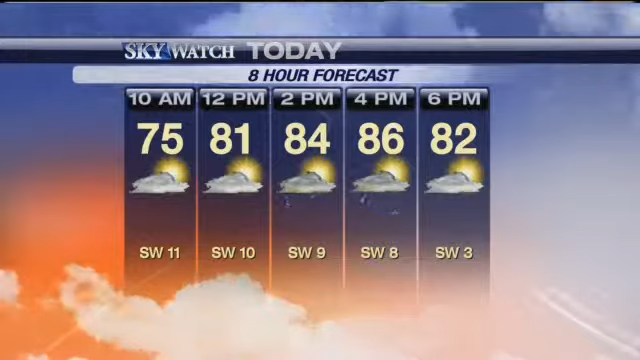 SKYWATCH TODAY
8 HOUR FORECAST
10 AM 12 PM 2 PM 4 PM 6 PM
75 81 84 86 82
SW 11 SW 10 SW 9 SW 8 SW 3